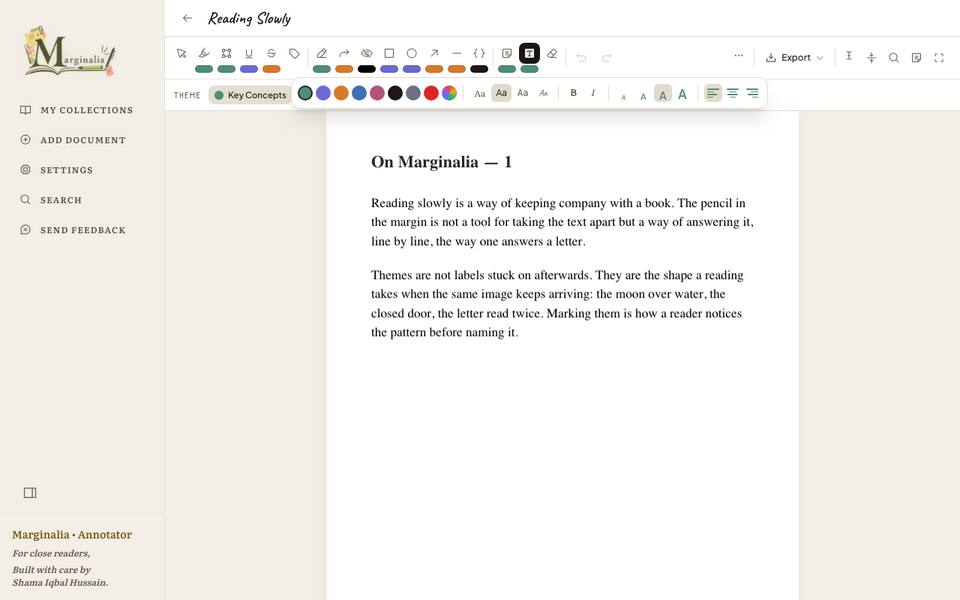 Marginalia
MY COLLECTIONS
ADD DOCUMENT
SETTINGS
SEARCH
SEND FEEDBACK
Marginalia • Annotator
For close readers,
Built with care by
Shama Iqbal Hussain.
Reading Slowly
U S { } T ... Export
THEME Key Concepts Aa Aa Aa Aa B I A A A A
On Marginalia — 1
Reading slowly is a way of keeping company with a book. The pencil in
the margin is not a tool for taking the text apart but a way of answering it,
line by line, the way one answers a letter.
Themes are not labels stuck on afterwards. They are the shape a reading
takes when the same image keeps arriving: the moon over water, the
closed door, the letter read twice. Marking them is how a reader notices
the pattern before naming it.